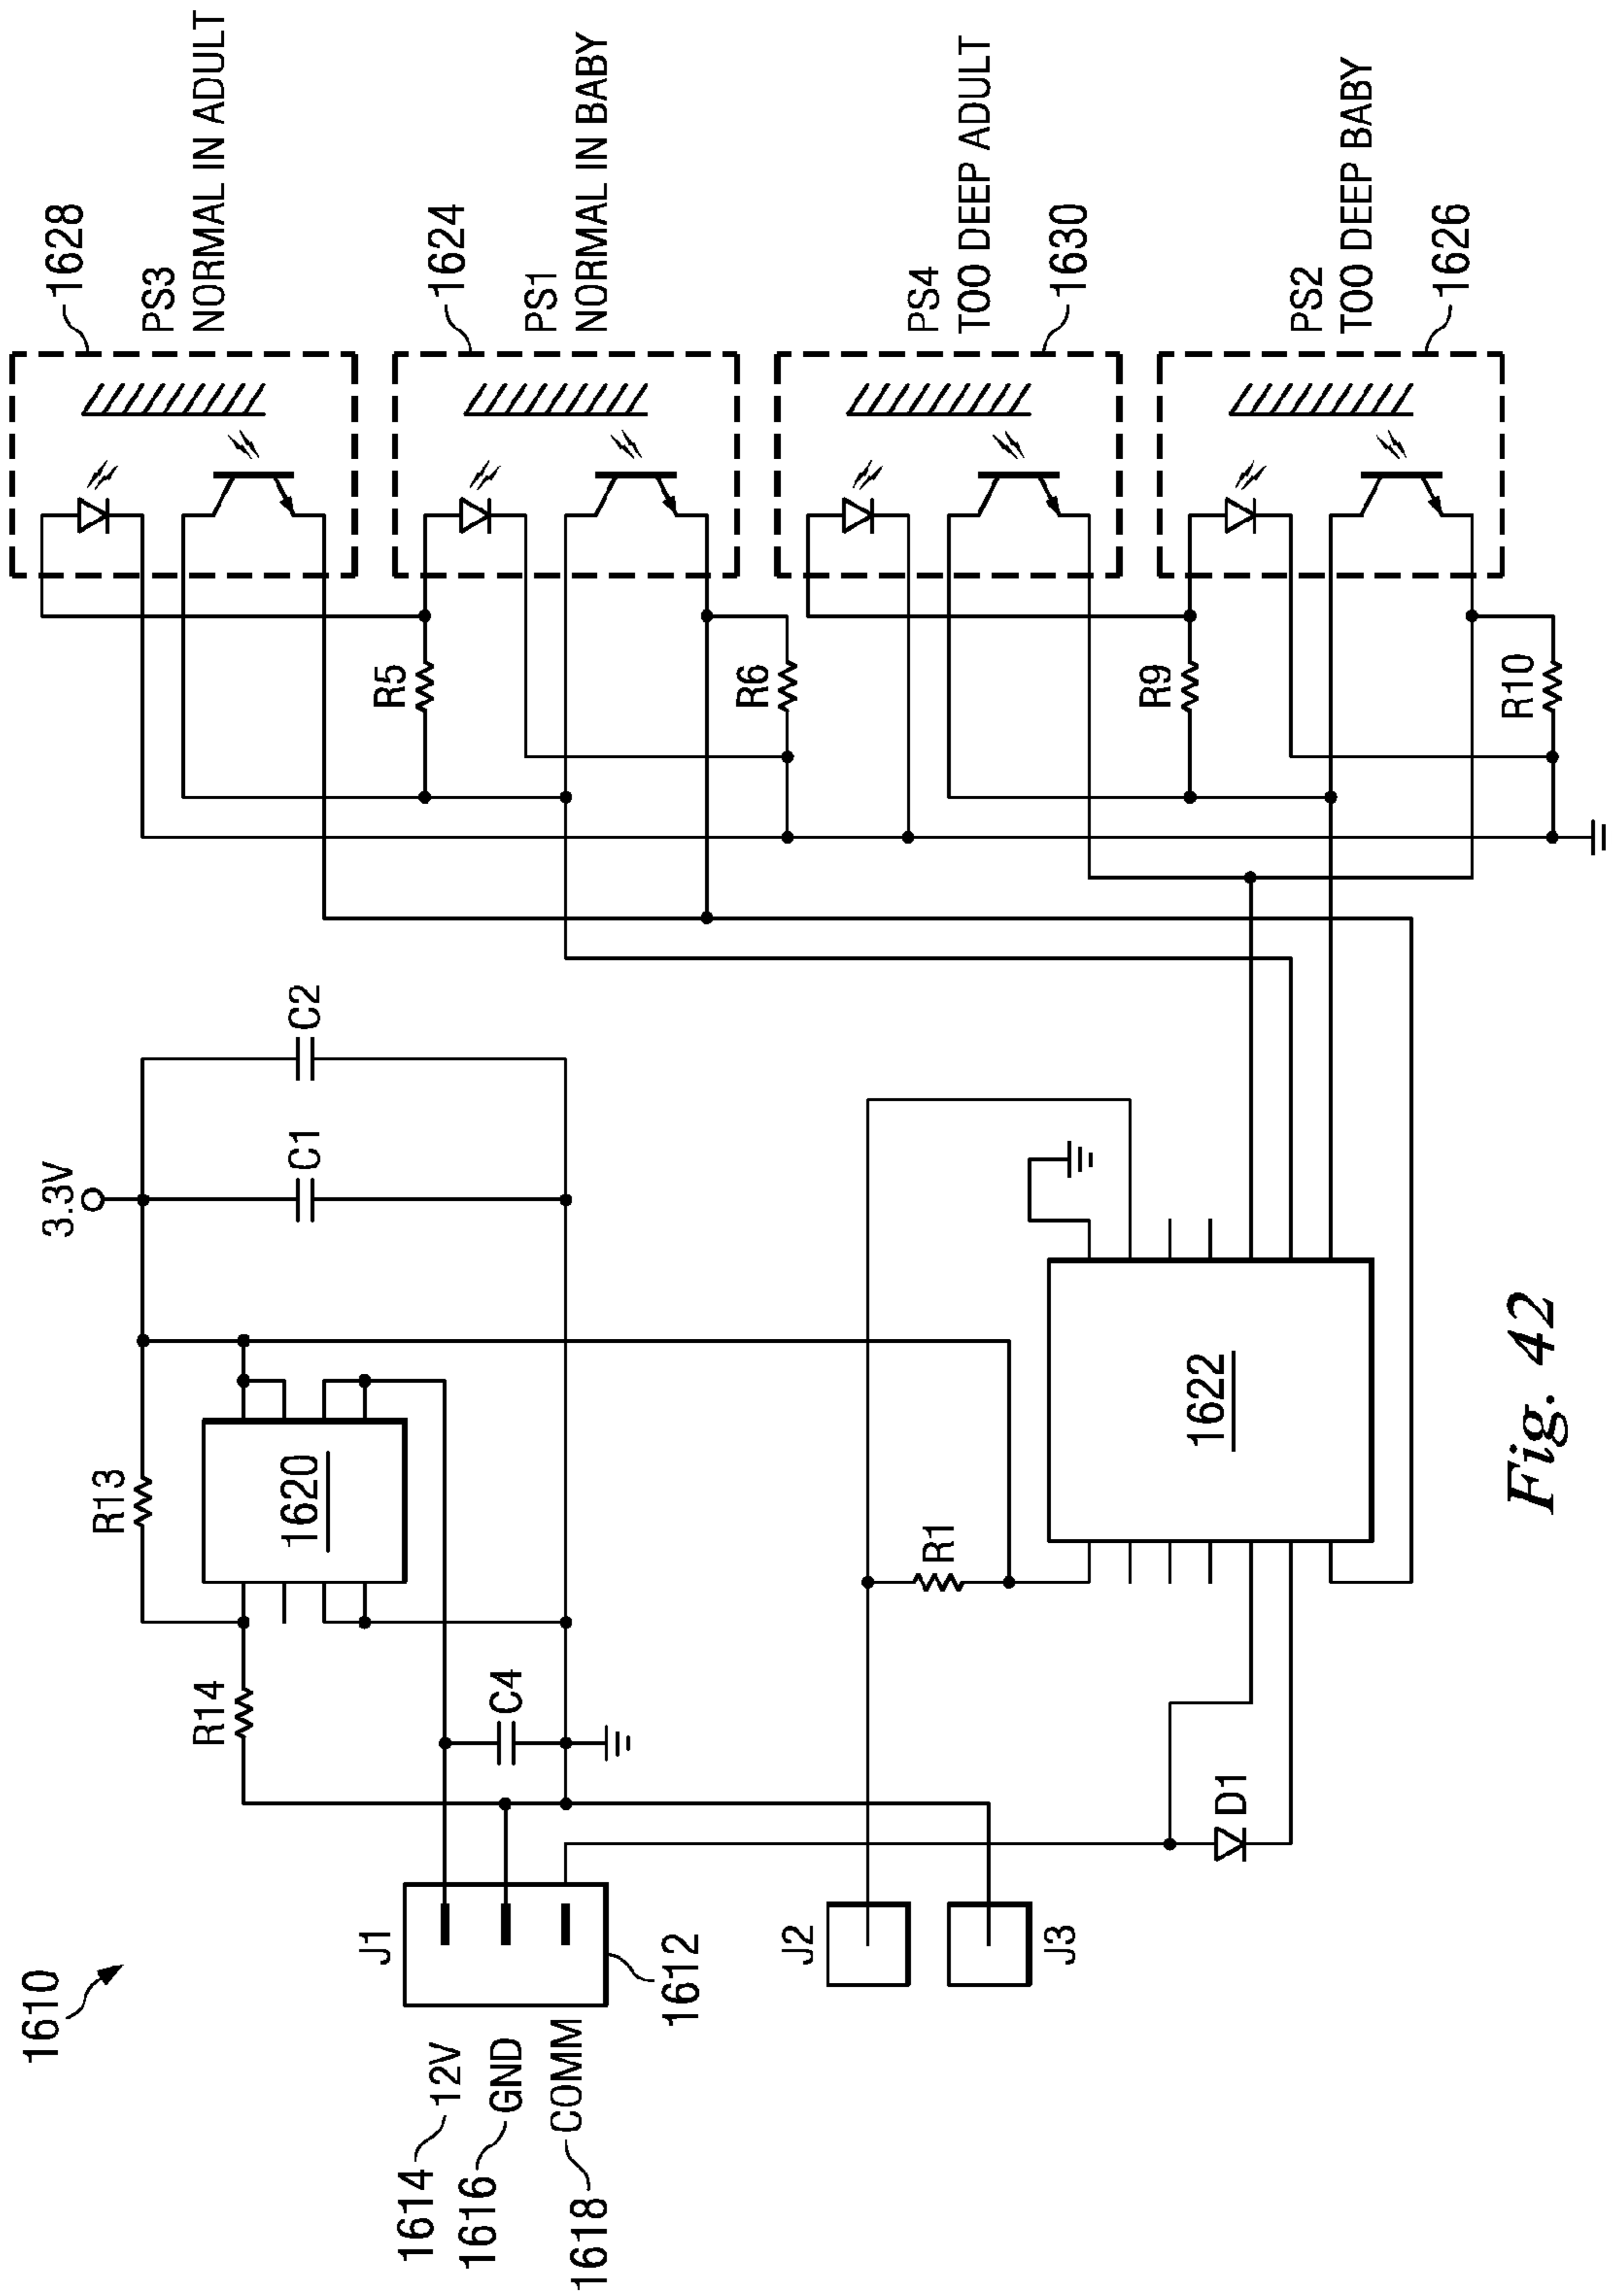 1610
1614
12V
1616
GND
1618
COMM
J1
1612
R14
C4
R13
1620
3.3V
C1
C2
J2
J3
D1
R1
1622
R5
R6
R9
R10
1628
PS3
NORMAL IN ADULT
1624
PS1
NORMAL IN BABY
PS4
TOO DEEP ADULT
1630
PS2
TOO DEEP BABY
1626
Fig. 42